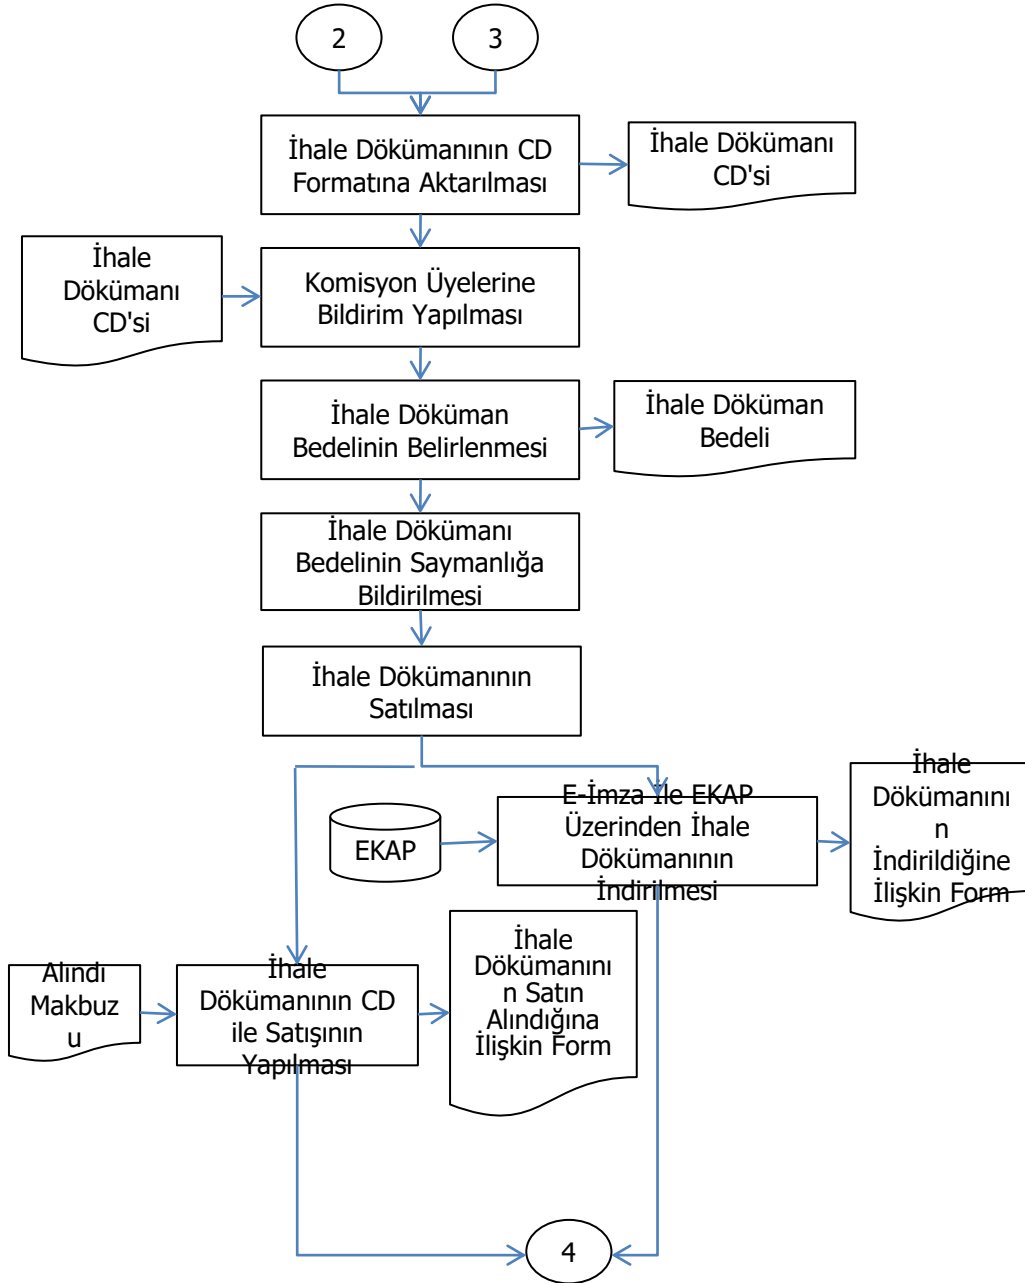 2
3
İhale Dökümanının CD
Formatına Aktarılması
İhale Dökümanı
CD'si
İhale
Dökümanı
CD'si
Komisyon Üyelerine
Bildirim Yapılması
İhale Döküman
Bedelinin Belirlenmesi
İhale Döküman
Bedeli
İhale Dökümanı
Bedelinin Saymanlığa
Bildirilmesi
İhale Dökümanının
Satılması
EKAP
E-İmza İle EKAP
Üzerinden İhale
Dökümanının
İndirilmesi
İhale
Dökümanını
n
İndirildiğine
İlişkin Form
Alındı
Makbuz
u
İhale
Dökümanının CD
ile Satışının
Yapılması
İhale
Dökümanını
n Satın
Alındığına
İlişkin Form
4